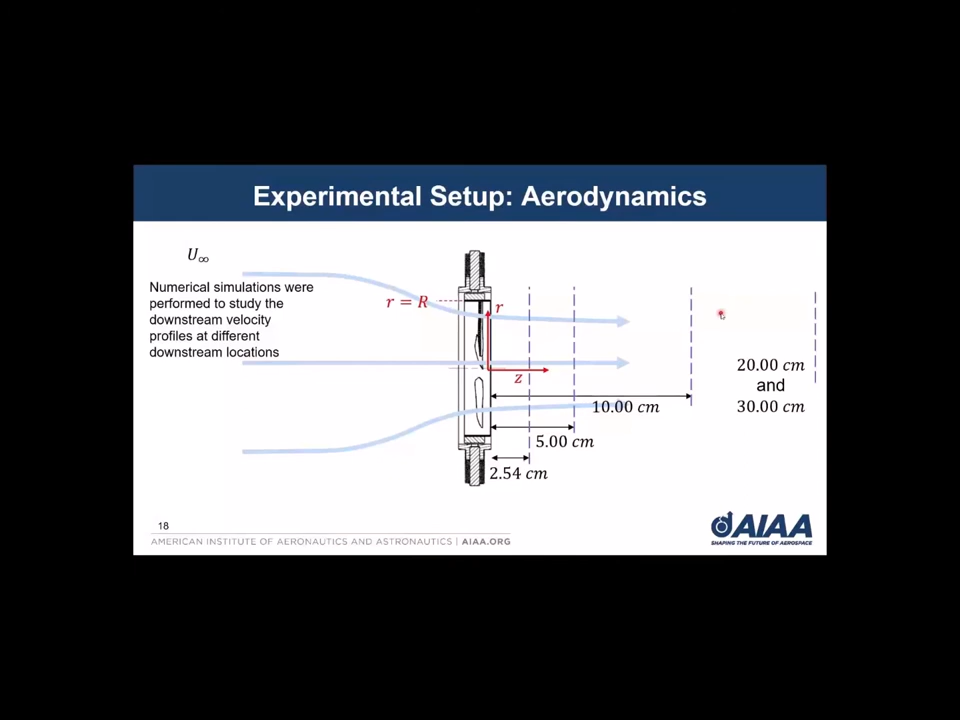 Experimental Setup: Aerodynamics
U∞
Numerical simulations were
performed to study the
downstream velocity
profiles at different
downstream locations
r = R
r
z
20.00 cm
and
30.00 cm
10.00 cm
5.00 cm
2.54 cm
18
AMERICAN INSTITUTE OF AERONAUTICS AND ASTRONAUTICS | AIAA.ORG
AIAA
SHAPING THE FUTURE OF AEROSPACE